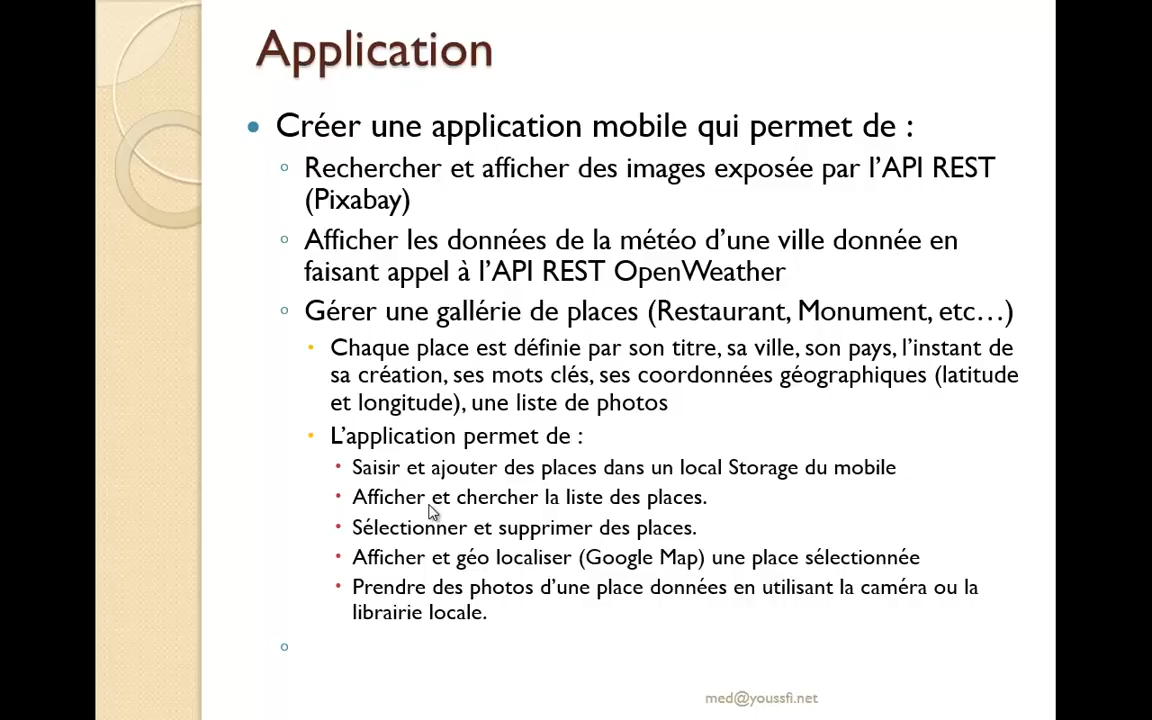 Application
Créer une application mobile qui permet de :
Rechercher et afficher des images exposée par l'API REST
(Pixabay)
Afficher les données de la météo d'une ville donnée en
faisant appel à l'API REST OpenWeather
Gérer une gallérie de places (Restaurant, Monument, etc…)
Chaque place est définie par son titre, sa ville, son pays, l'instant de
sa création, ses mots clés, ses coordonnées géographiques (latitude
et longitude), une liste de photos
L'application permet de :
Saisir et ajouter des places dans un local Storage du mobile
Afficher et chercher la liste des places.
Sélectionner et supprimer des places.
Afficher et géo localiser (Google Map) une place sélectionnée
Prendre des photos d'une place données en utilisant la caméra ou la
librairie locale.
med@youssfi.net